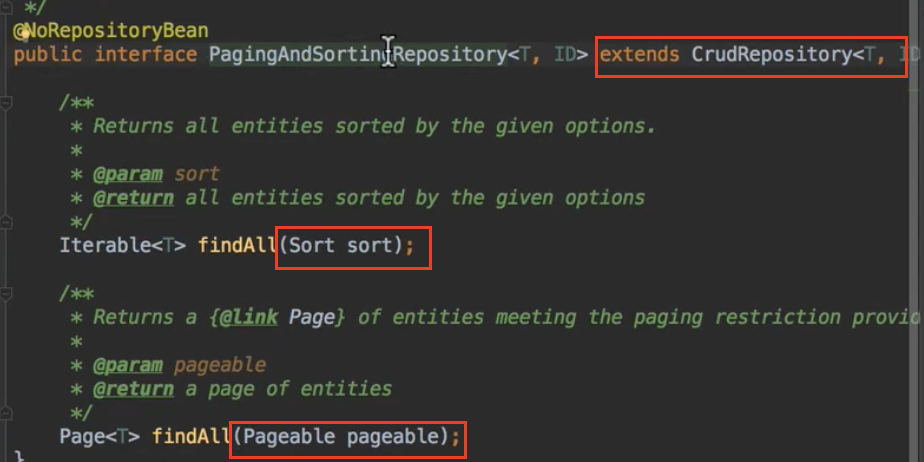 */
@NoRepositoryBean
public interface PagingAndSortingRepository<T, ID> extends CrudRepository<T, ID
/**
* Returns all entities sorted by the given options.
*
* @param sort
* @return all entities sorted by the given options
*/
Iterable<T> findAll(Sort sort);
/**
* Returns a {@link Page} of entities meeting the paging restriction provid
*
* @param pageable
* @return a page of entities
*/
Page<T> findAll(Pageable pageable);
}